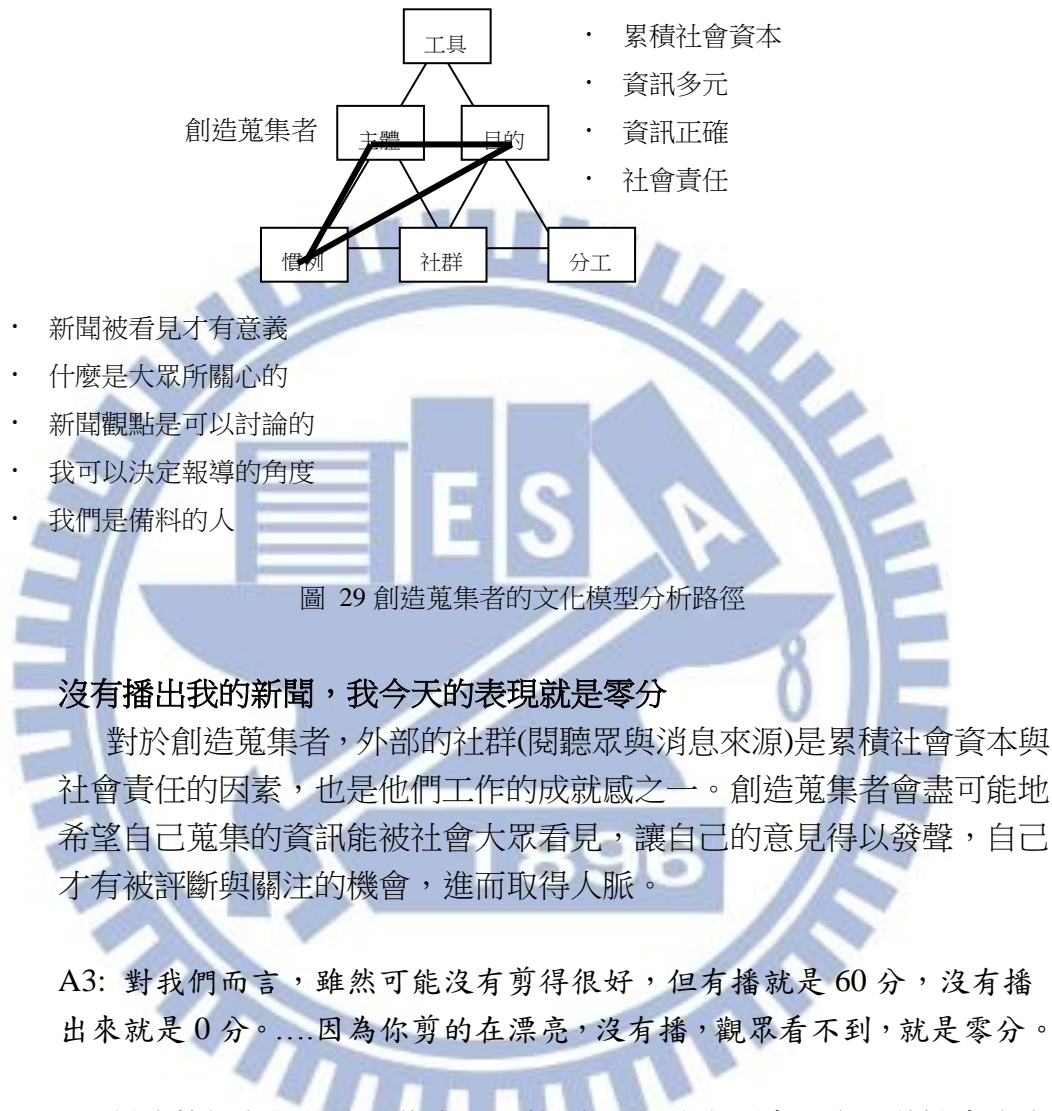 工具
· 累積社會資本
· 資訊多元
創造蒐集者
主體
目的
· 資訊正確
· 社會責任
慣例
社群
分工
· 新聞被看見才有意義
· 什麼是大眾所關心的
· 新聞觀點是可以討論的
· 我可以決定報導的角度
· 我們是備料的人
ESA
圖 29 創造蒐集者的文化模型分析路徑
沒有播出我的新聞，我今天的表現就是零分
對於創造蒐集者，外部的社群(閱聽眾與消息來源)是累積社會資本與
社會責任的因素，也是他們工作的成就感之一。創造蒐集者會盡可能地
希望自己蒐集的資訊能被社會大眾看見，讓自己的意見得以發聲，自己
才有被評斷與關注的機會，進而取得人脈。
1896
A3: 對我們而言，雖然可能沒有剪得很好，但有播就是 60 分，沒有播
出來就是 0 分。….因為你剪的在漂亮，沒有播，觀眾看不到，就是零分。